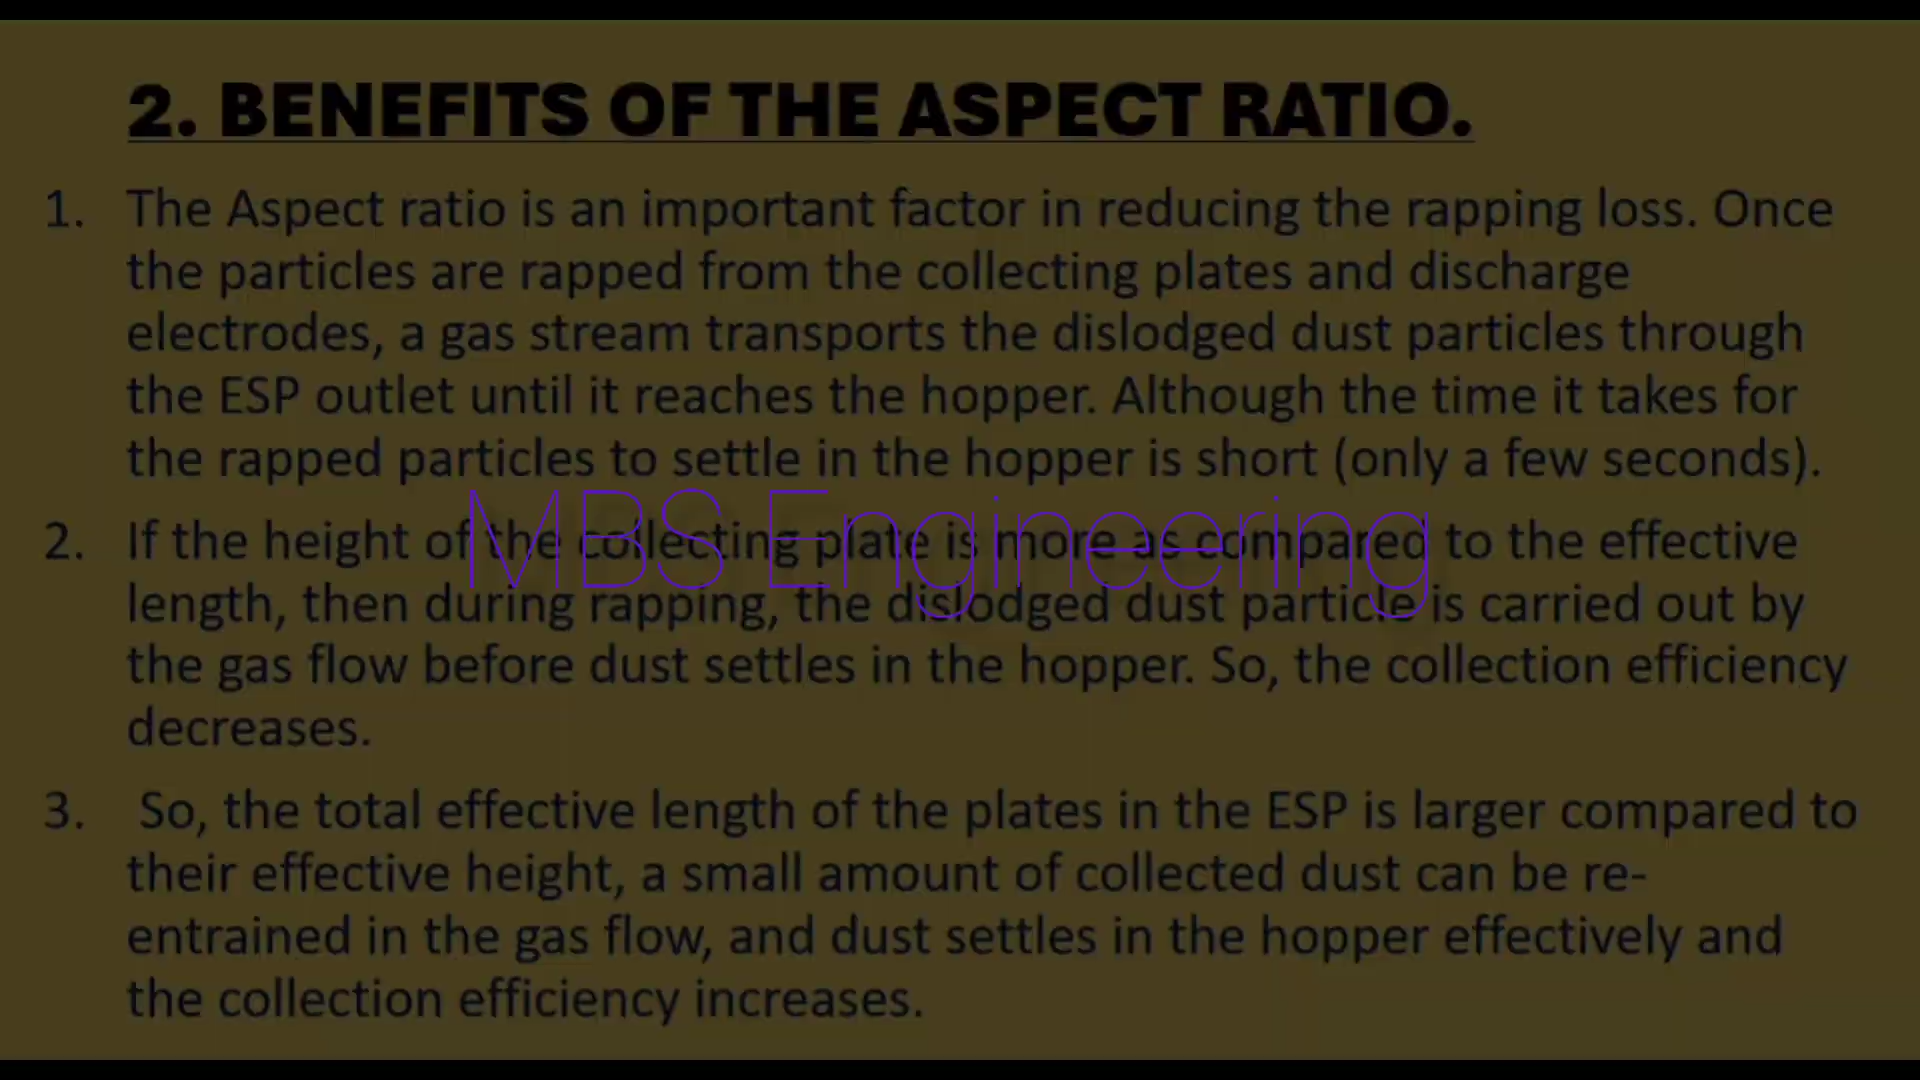 2. BENEFITS OF THE ASPECT RATIO.
1. The Aspect ratio is an important factor in reducing the rapping loss. Once
the particles are rapped from the collecting plates and discharge
electrodes, a gas stream transports the dislodged dust particles through
the ESP outlet until it reaches the hopper. Although the time it takes for
the rapped particles to settle in the hopper is short (only a few seconds).
MBS Engineering
2. If the height of the collecting plate is more as compared to the effective
length, then during rapping, the dislodged dust particle is carried out by
the gas flow before dust settles in the hopper. So, the collection efficiency
decreases.
3. So, the total effective length of the plates in the ESP is larger compared to
their effective height, a small amount of collected dust can be re-
entrained in the gas flow, and dust settles in the hopper effectively and
the collection efficiency increases.